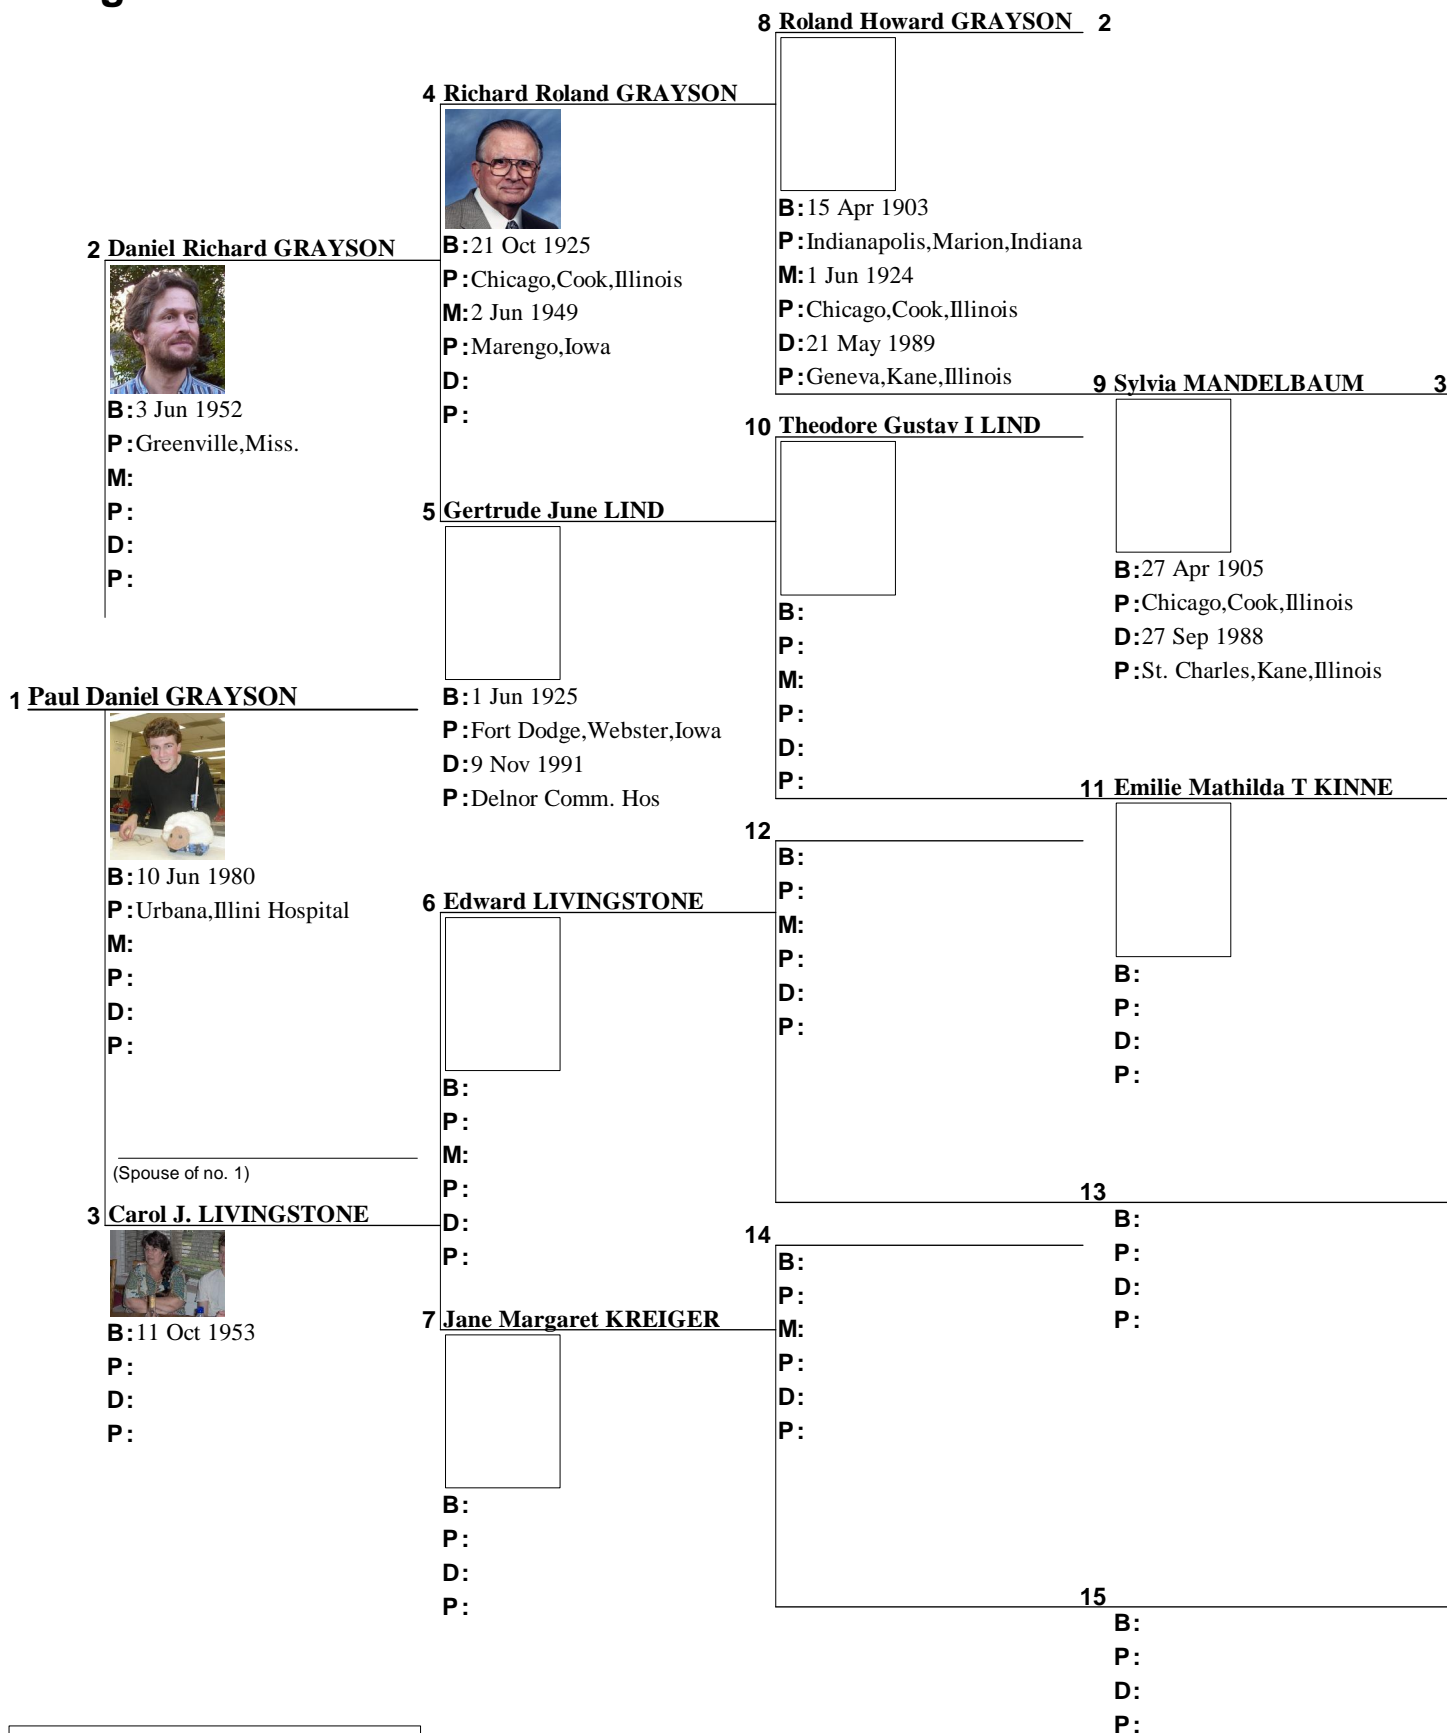 8 Roland Howard GRAYSON 2
B:15 Apr 1903
P:Indianapolis,Marion,Indiana
M:1 Jun 1924
P:Chicago,Cook,Illinois
D:21 May 1989
P:Geneva,Kane,Illinois
4 Richard Roland GRAYSON
B:21 Oct 1925
P:Chicago,Cook,Illinois
M:2 Jun 1949
P:Marengo,Iowa
D:
P:
2 Daniel Richard GRAYSON
B:3 Jun 1952
P:Greenville,Miss.
M:
P:
D:
P:
9 Sylvia MANDELBAUM 3
B:27 Apr 1905
P:Chicago,Cook,Illinois
D:27 Sep 1988
P:St. Charles,Kane,Illinois
10 Theodore Gustav I LIND
B:
P:
M:
P:
D:
P:
5 Gertrude June LIND
B:1 Jun 1925
P:Fort Dodge,Webster,Iowa
D:9 Nov 1991
P:Delnor Comm. Hos
1 Paul Daniel GRAYSON
B:10 Jun 1980
P:Urbana,Illini Hospital
M:
P:
D:
P:
(Spouse of no. 1)
11 Emilie Mathilda T KINNE
B:
P:
D:
P:
12
B:
P:
M:
P:
D:
P:
6 Edward LIVINGSTONE
B:
P:
M:
P:
D:
P:
13
B:
P:
D:
P:
3 Carol J. LIVINGSTONE
B:11 Oct 1953
P:
D:
P:
14
B:
P:
M:
P:
D:
P:
7 Jane Margaret KREIGER
B:
P:
D:
P:
15
B:
P:
D:
P: